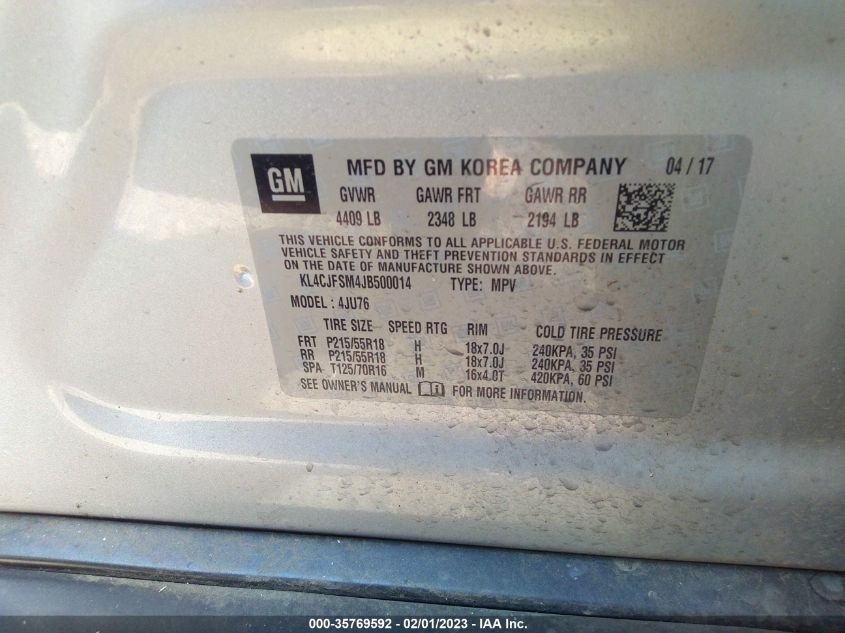 GM
MFD BY GM KOREA COMPANY 04 / 17
GVWR GAWR FRT GAWR RR
4409 LB 2348 LB 2194 LB
THIS VEHICLE CONFORMS TO ALL APPLICABLE U.S. FEDERAL MOTOR
VEHICLE SAFETY AND THEFT PREVENTION STANDARDS IN EFFECT
ON THE DATE OF MANUFACTURE SHOWN ABOVE.
KL4CJFSM4JB500014 TYPE: MPV
MODEL : 4JU76
TIRE SIZE SPEED RTG RIM COLD TIRE PRESSURE
FRT P215/55R18 H 18x7.0J 240KPA, 35 PSI
RR P215/55R18 H 18x7.0J 240KPA, 35 PSI
SPA T125/70R16 M 16x4.0T 420KPA, 60 PSI
SEE OWNER'S MANUAL FOR MORE INFORMATION.
000-35769592 - 02/01/2023 - IAA Inc.